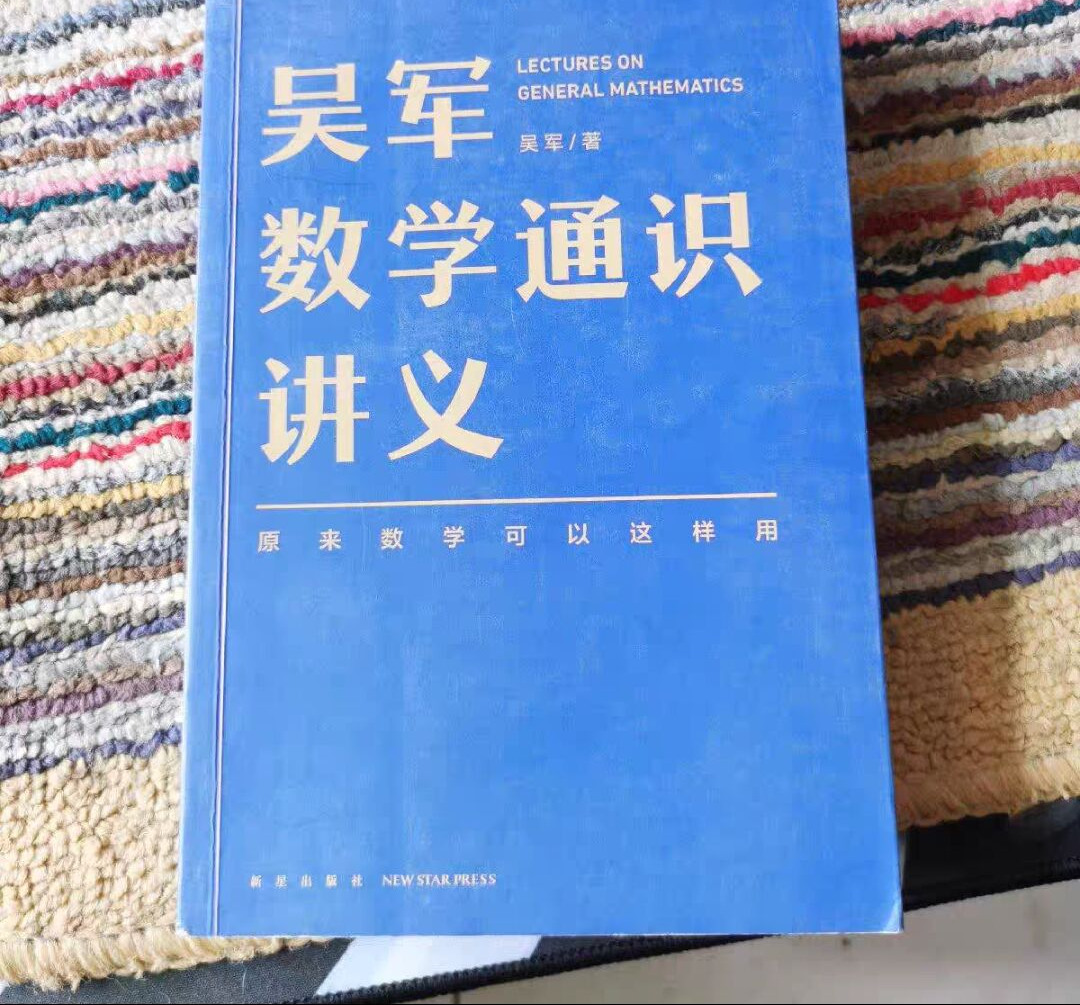 吴军
LECTURES ON
GENERAL MATHEMATICS
吴军/著
数学通识
讲义
原来数学可以这样用
新星出版社 NEW STAR PRESS